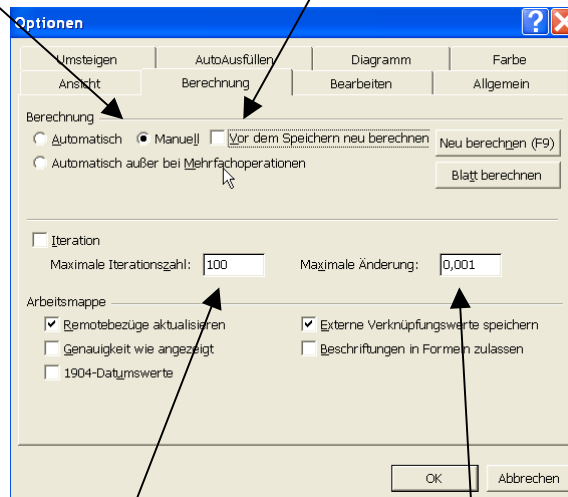 Optionen
Umsteigen AutoAusfüllen Diagramm Farbe
Ansicht Berechnung Bearbeiten Allgemein
Berechnung
Automatisch Manuell Vor dem Speichern neu berechnen Neu berechnen (F9)
Automatisch außer bei Mehrfachoperationen Blatt berechnen
Iteration
Maximale Iterationszahl: 100 Maximale Änderung: 0,001
Arbeitsmappe
Remotebezüge aktualisieren Externe Verknüpfungswerte speichern
Genauigkeit wie angezeigt Beschriftungen in Formeln zulassen
1904-Datumswerte
OK Abbrechen